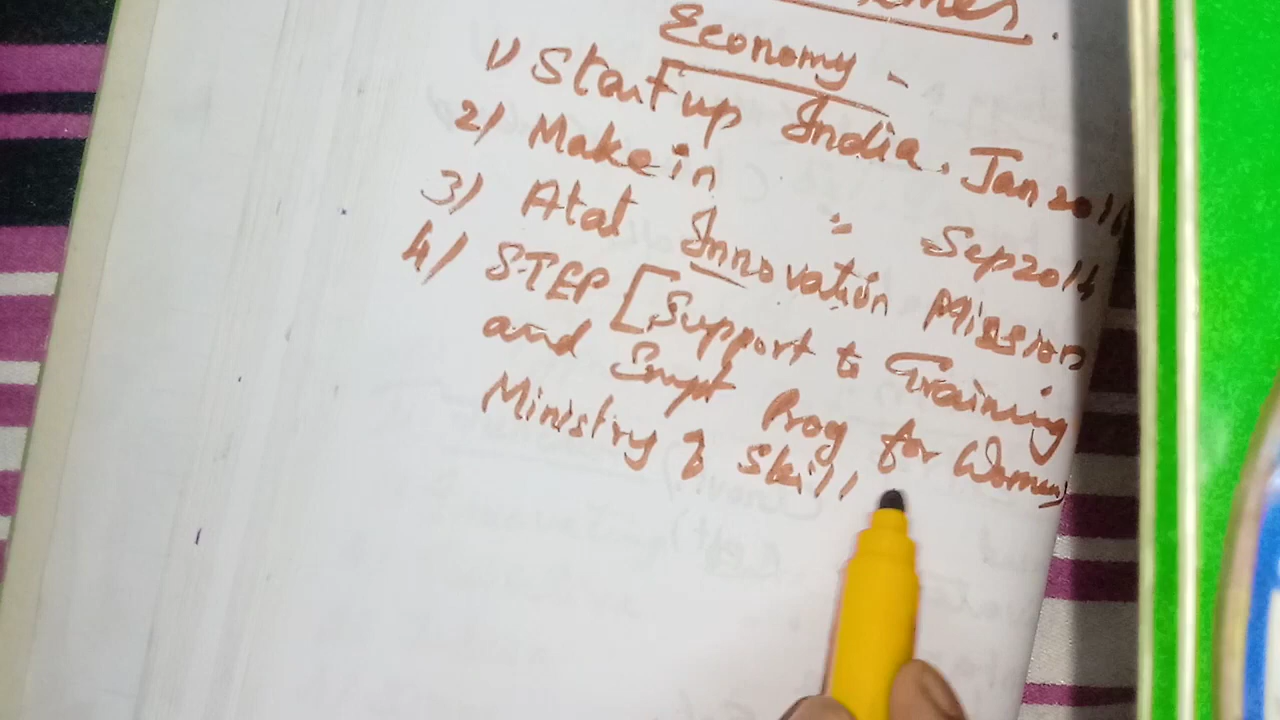 Economy -
1) Startup India. Jan 2016
2) Make in " Sep 2014
3) Atal Innovation Mission
4) STEP [Support to Training
and Empt Prog for Women)
Ministry of Skill